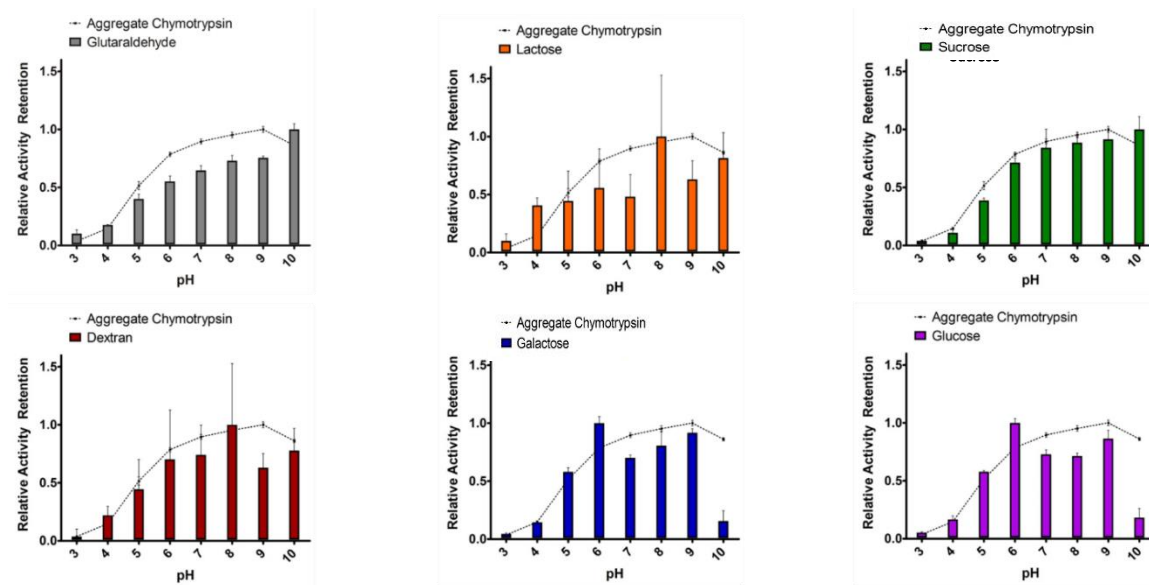 Aggregate Chymotrypsin
Glutaraldehyde
Relative Activity Retention
1.5
1.0
0.5
0.0
3 4 5 6 7 8 9 10
pH
Aggregate Chymotrypsin
Lactose
Relative Activity Retention
1.5
1.0
0.5
0.0
3 4 5 6 7 8 9 10
pH
Aggregate Chymotrypsin
Sucrose
Relative Activity Retention
1.5
1.0
0.5
0.0
3 4 5 6 7 8 9 10
pH
Aggregate Chymotrypsin
Dextran
Relative Activity Retention
1.5
1.0
0.5
0.0
3 4 5 6 7 8 9 10
pH
Aggregate Chymotrypsin
Galactose
Relative Activity Retention
1.5
1.0
0.5
0.0
3 4 5 6 7 8 9 10
pH
Aggregate Chymotrypsin
Glucose
Relative Activity Retention
1.5
1.0
0.5
0.0
3 4 5 6 7 8 9 10
pH